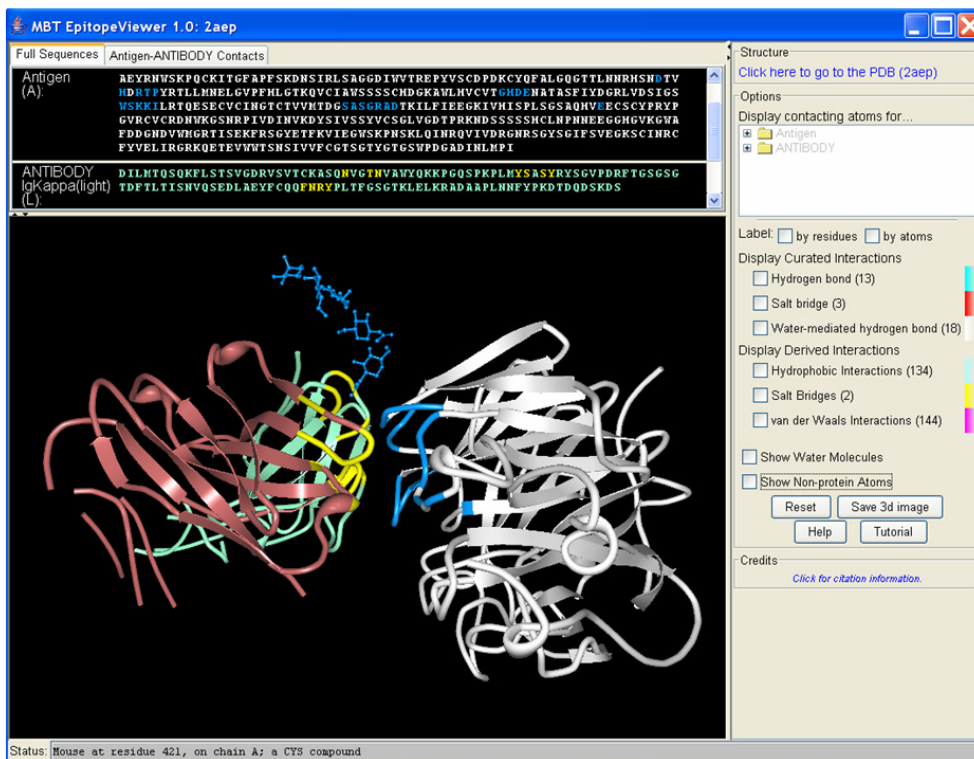 MBT EpitopeViewer 1.0: 2aep
Full Sequences Antigen-ANTIBODY Contacts
Antigen
(A):
AEYRNWSKPQCKITGFAPFSKDNSIRLSAGGDIWVTREPYVSCDPDKCYQFALGQGTTLNNRHSNDTV
HDRTPYRTLLMNELGVPFHLGTKQVCIAWSSSSCHDGKAWLHVCVTGHDENATASFIYDGRLVDSIGS
WSKKILRTQESECVCINGTCTVVMTDGSASGRADTKILFIEEGKIVHISPLSGSAQHVEECSCYPRYP
GVRCVCRDNWKGSNRPIVDINVKDYSIVSSYVCSGLVGDTPRKNDSSSSSHCLNPNNEEGGHGVKGWA
FDDGNDVWMGRTISEKFRSGYETFKVIEGWSKPNSKLQINRQVIVDRGNRSGYSGIFSVEGKSCINRC
FYVELIRGRKQETEVWWTSNSIVVFCGTSGTYGTGSWPDGADINLMPI
ANTIBODY
IgKappa(light)
(L):
DILMTQSQKFLSTSVGDRVSVTCKASQNVGTNVAWYQKKPGQSPKPLMYSASYRYSGVPDRFTGSGSG
TDFTLTISNVQSEDLAEYFCQQFNRYPLTFGSGTKLELKRADAAPLNNFYPKDTDQDSKDS
Structure
Click here to go to the PDB (2aep)
Options
Display contacting atoms for...
Antigen
ANTIBODY
Label: by residues by atoms
Display Curated Interactions
Hydrogen bond (13)
Salt bridge (3)
Water-mediated hydrogen bond (18)
Display Derived Interactions
Hydrophobic Interactions (134)
Salt Bridges (2)
van der Waals Interactions (144)
Show Water Molecules
Show Non-protein Atoms
Reset Save 3d image
Help Tutorial
Credits
Click for citation information.
Status: Mouse at residue 421, on chain A; a CYS compound